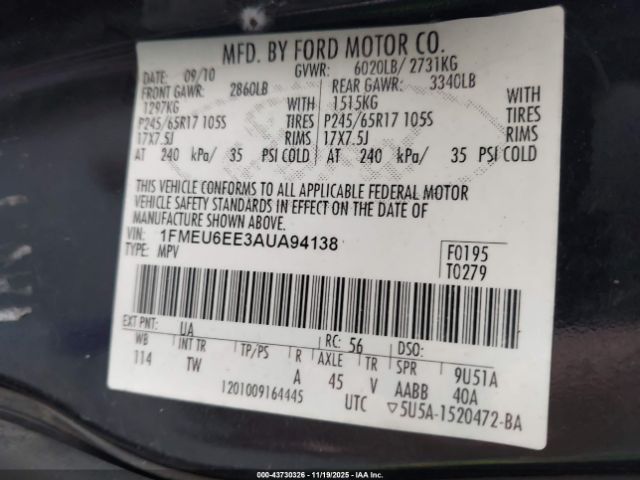 MFD. BY FORD MOTOR CO.
DATE: 09/10 GVWR: 6020LB/ 2731KG
FRONT GAWR: 2860LB REAR GAWR: 3340LB
1297KG WITH 1515KG WITH
P245/65R17 105S TIRES P245/65R17 105S TIRES
17X7.5J RIMS 17X7.5J RIMS
AT 240 kPa/ 35 PSI COLD AT 240 kPa/ 35 PSI COLD
THIS VEHICLE CONFORMS TO ALL APPLICABLE FEDERAL MOTOR
VEHICLE SAFETY STANDARDS IN EFFECT ON THE DATE OF
MANUFACTURE SHOWN ABOVE.
VIN: 1FMEU6EE3AUA94138 F0195
TYPE: MPV T0279
EXT PNT: UA RC: 56 DSO:
WB INT TR TP/PS R AXLE TR SPR 9U51A
114 TW A 45 V AABB 40A
1201009164445 UTC ▽5U5A-1520472-BA
000-43730326 - 11/19/2025 - IAAI.COM